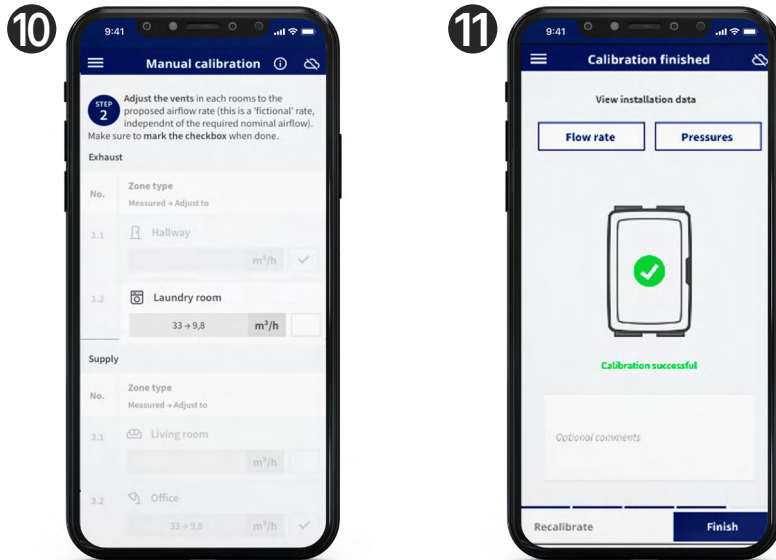 10
9:41
Manual calibration
STEP 2
Adjust the vents in each rooms to the
proposed airflow rate (this is a 'fictional' rate,
independnt of the required nominal airflow).
Make sure to mark the checkbox when done.
Exhaust
No.
Zone type
Measured → Adjust to
1.1
Hallway
m³/h
1.2
Laundry room
33 → 9,8
m³/h
Supply
No.
Zone type
Measured → Adjust to
3.1
Living room
m³/h
3.2
Office
33 → 9,8
m³/h
11
9:41
Calibration finished
View installation data
Flow rate
Pressures
Calibration successful
Optional comments
Recalibrate
Finish